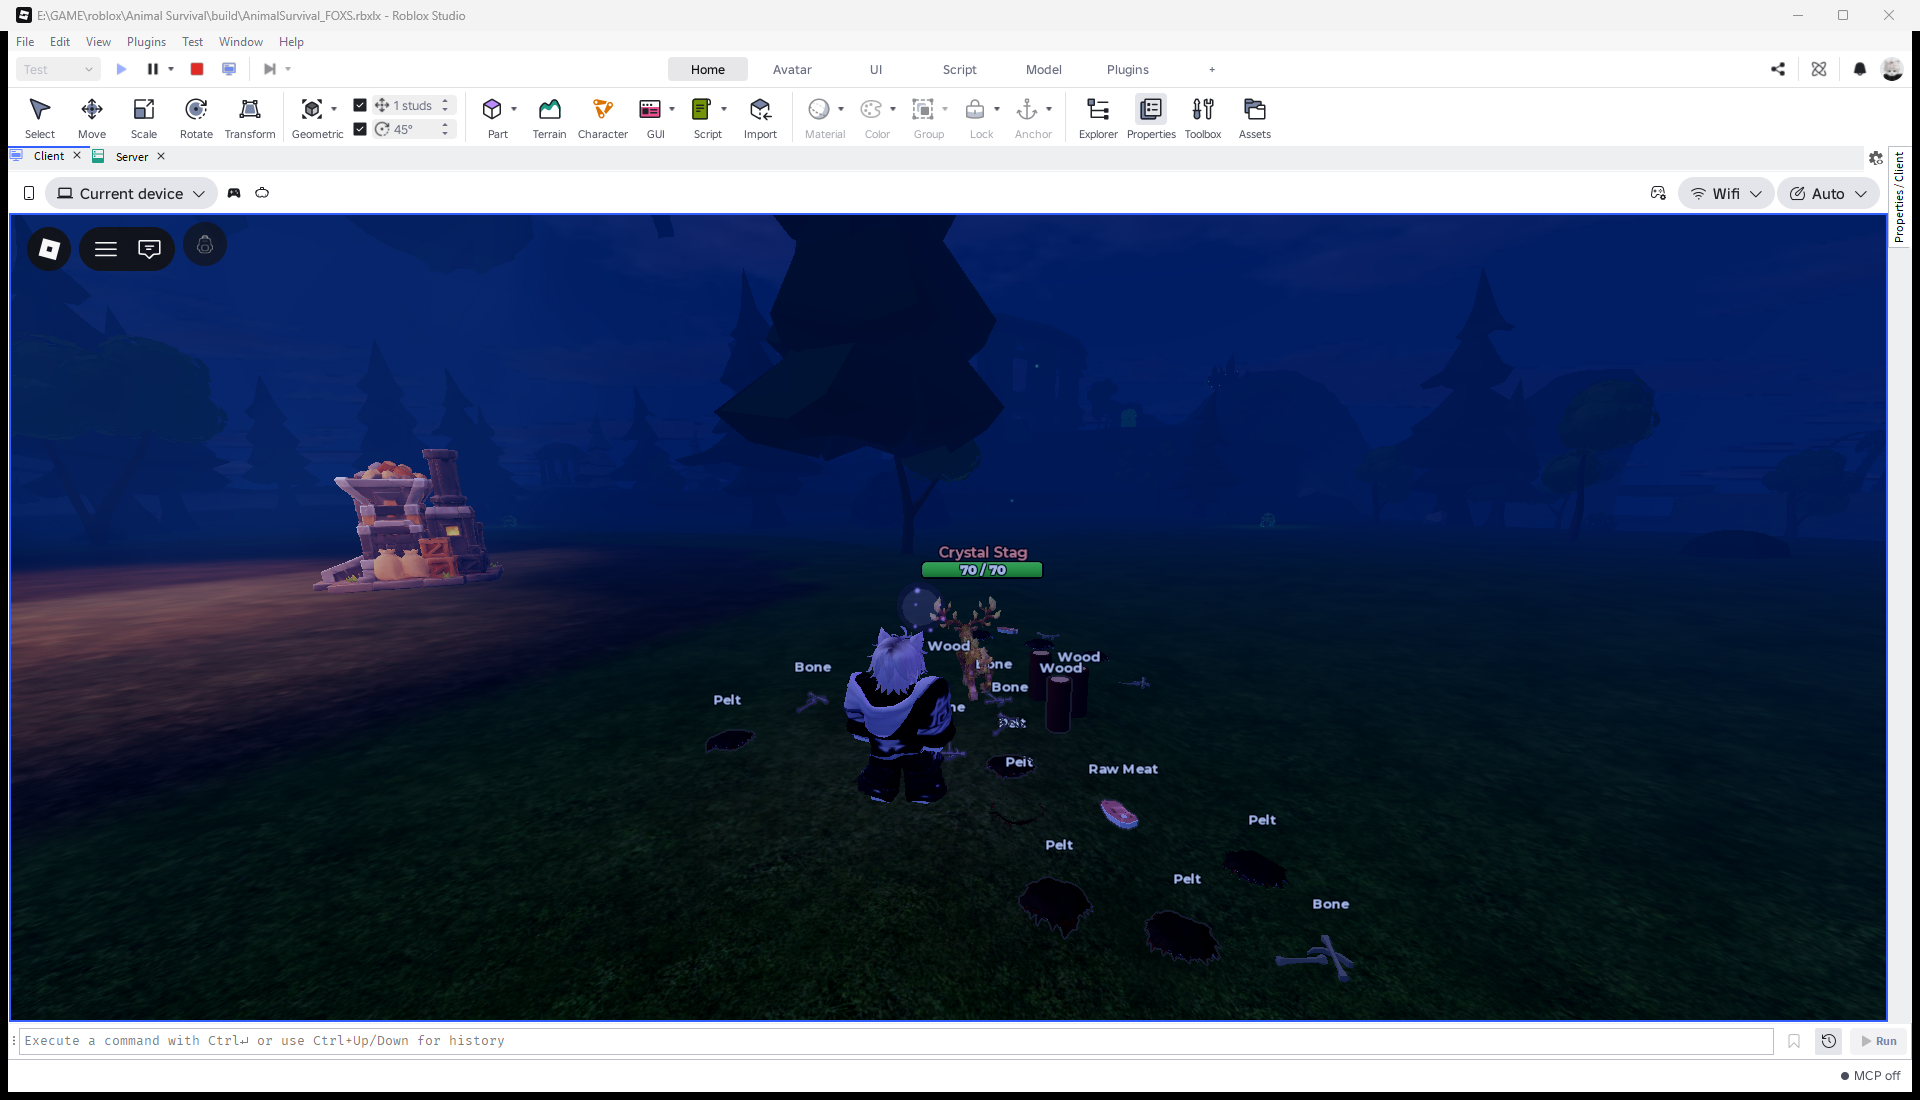 E:\GAME\roblox\Animal Survival\build\AnimalSurvival_FOXS.rbxlx - Roblox Studio
File Edit View Plugins Test Window Help
Test
Home Avatar UI Script Model Plugins +
1 studs
45°
Select Move Scale Rotate Transform Geometric Part Terrain Character GUI Script Import Material Color Group Lock Anchor Explorer Properties Toolbox Assets
Client Server
Properties / Client
Current device
Wifi Auto
Crystal Stag
70 / 70
Wood
Wood
Bone
Bone
Wood
Bone
Pelt
Pelt
Pelt
Raw Meat
Pelt
Pelt
Pelt
Bone
Execute a command with Ctrl↵ or use Ctrl+Up/Down for history
Run
MCP off